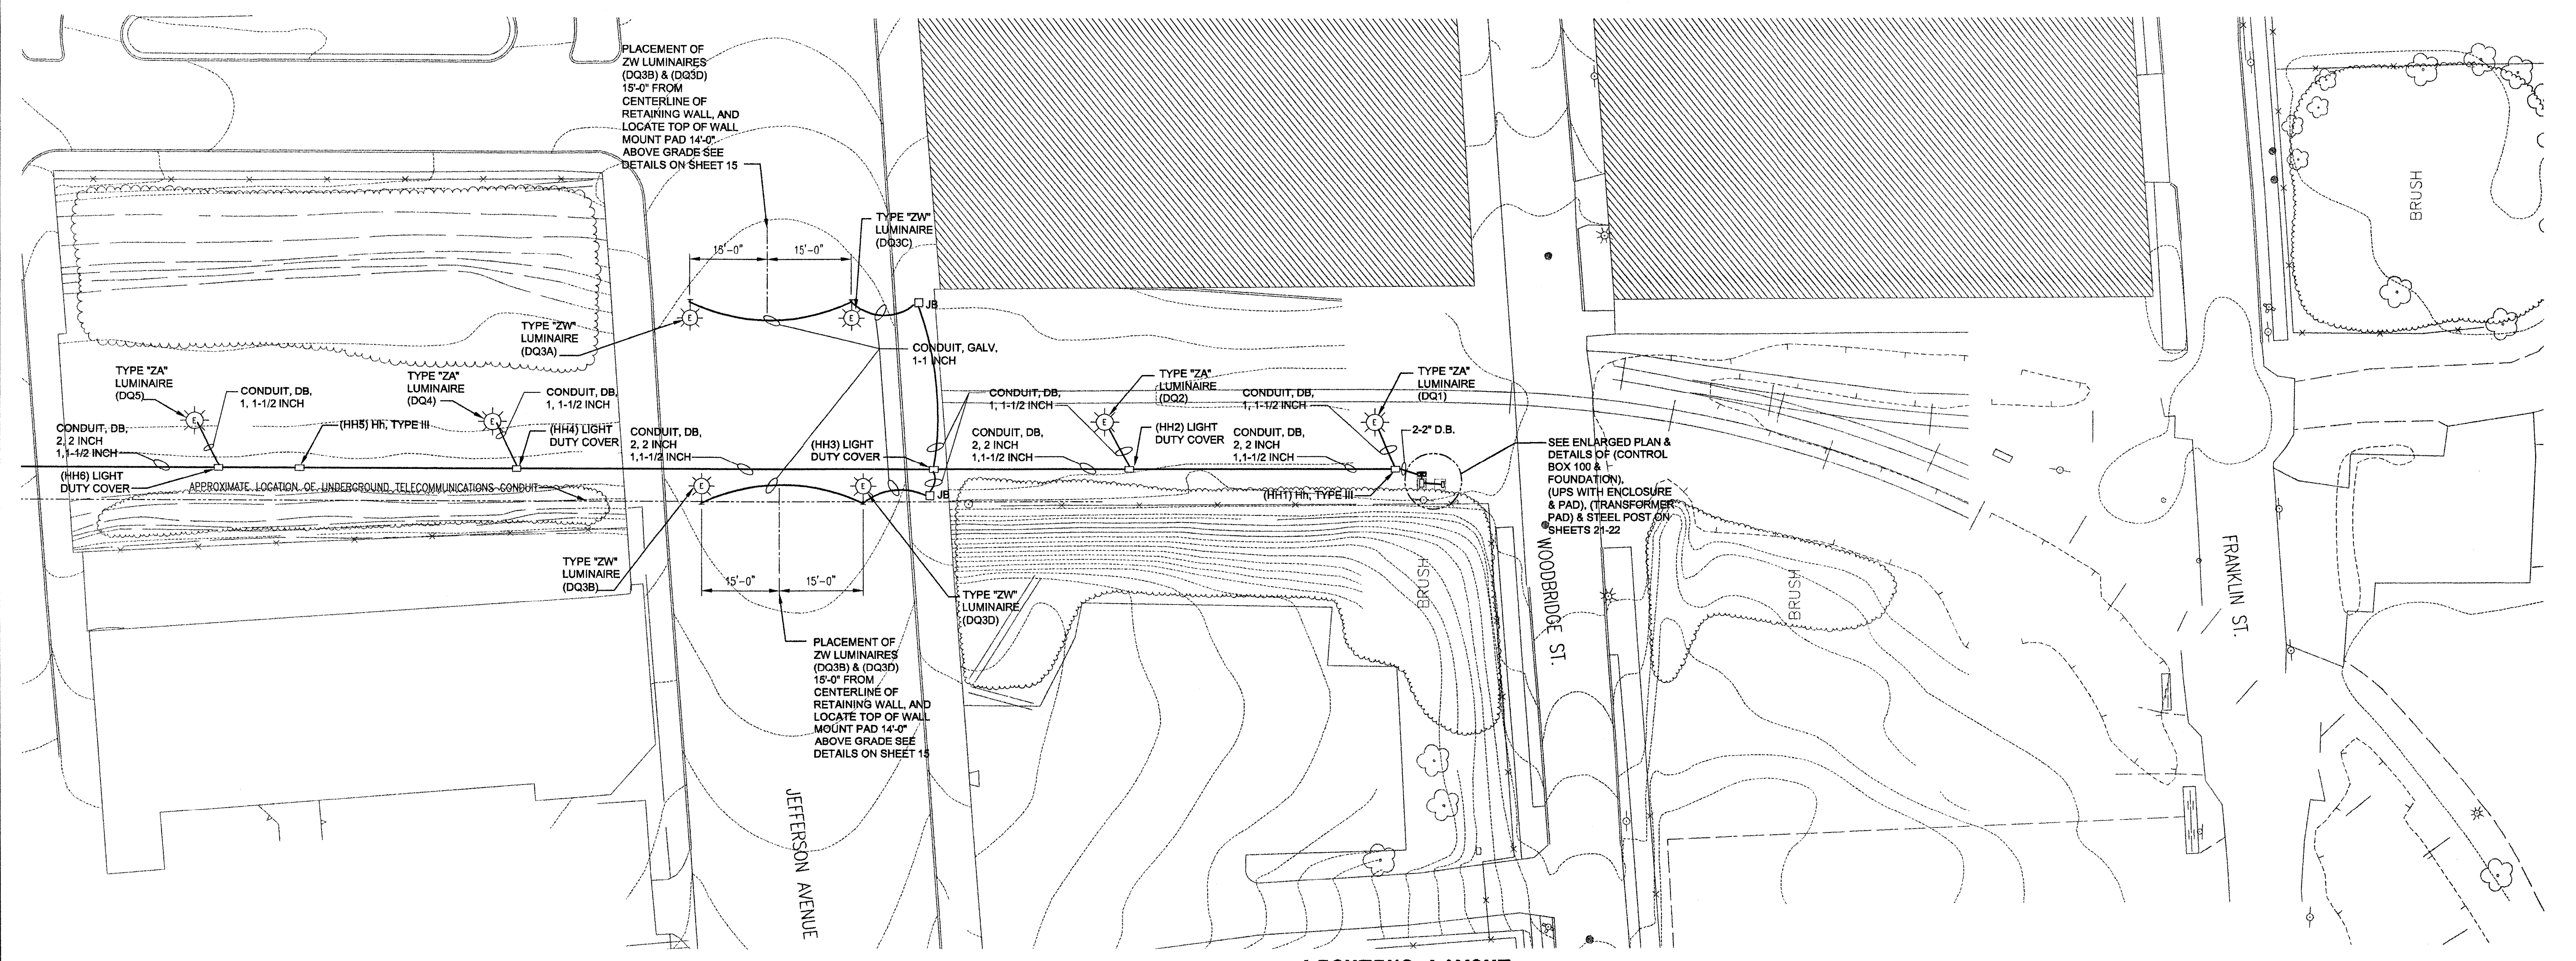 PLACEMENT OF
ZW LUMINAIRES
(DQ3B) & (DQ3D)
15'-0" FROM
CENTERLINE OF
RETAINING WALL, AND
LOCATE TOP OF WALL
MOUNT PAD 14'-0"
ABOVE GRADE SEE
DETAILS ON SHEET 15
TYPE "ZW"
LUMINAIRE
(DQ3C)
15'-0"
15'-0"
JB
TYPE "ZW"
LUMINAIRE
(DQ3A)
CONDUIT, GALV,
1-1 INCH
BRUSH
TYPE "ZA"
LUMINAIRE
(DQ5)
CONDUIT, DB,
1, 1-1/2 INCH
TYPE "ZA"
LUMINAIRE
(DQ4)
CONDUIT, DB,
1, 1-1/2 INCH
CONDUIT, DB,
1, 1-1/2 INCH
TYPE "ZA"
LUMINAIRE
(DQ2)
CONDUIT, DB,
1, 1-1/2 INCH
TYPE "ZA"
LUMINAIRE
(DQ1)
E
E
E
E
E
E
E
E
CONDUIT, DB,
2, 2 INCH
1,1-1/2 INCH
(HH5) Hh, TYPE III
(HH4) LIGHT
DUTY COVER
CONDUIT, DB,
2, 2 INCH
1,1-1/2 INCH
(HH3) LIGHT
DUTY COVER
CONDUIT, DB,
2, 2 INCH
1,1-1/2 INCH
(HH2) LIGHT
DUTY COVER
CONDUIT, DB,
2, 2 INCH
1,1-1/2 INCH
2-2" D.B.
SEE ENLARGED PLAN &
DETAILS OF (CONTROL
BOX 100 &
FOUNDATION),
(UPS WITH ENCLOSURE
& PAD), (TRANSFORMER
PAD) & STEEL POST ON
SHEETS 21-22
(HH6) LIGHT
DUTY COVER
APPROXIMATE LOCATION OF UNDERGROUND TELECOMMUNICATIONS CONDUIT
JB
(HH1) Hh, TYPE III
TYPE "ZW"
LUMINAIRE
(DQ3B)
15'-0"
15'-0"
TYPE "ZW"
LUMINAIRE
(DQ3D)
PLACEMENT OF
ZW LUMINAIRES
(DQ3B) & (DQ3D)
15'-0" FROM
CENTERLINE OF
RETAINING WALL, AND
LOCATE TOP OF WALL
MOUNT PAD 14'-0"
ABOVE GRADE SEE
DETAILS ON SHEET 15
BRUSH
WOODBRIDGE ST.
BRUSH
FRANKLIN ST.
JEFFERSON AVENUE